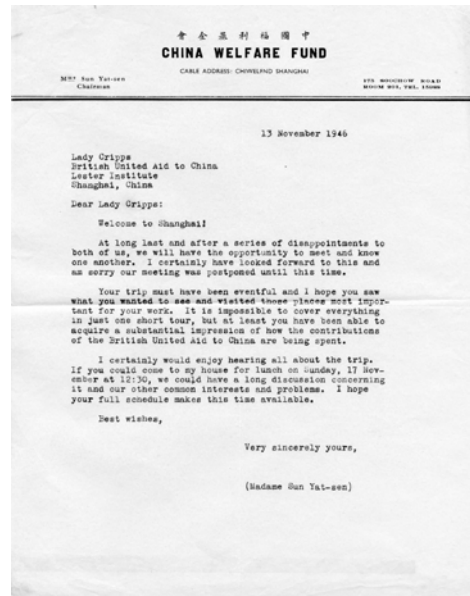 中國福利基金會
CHINA WELFARE FUND
CABLE ADDRESS: CHIWELFND SHANGHAI
Mme Sun Yat-sen
Chairman
SOOCHOW ROAD
ROOM TEL.
13 November 1946
Lady Cripps
British United Aid to China
Lester Institute
Shanghai, China
Dear Lady Cripps:
Welcome to Shanghai!
At long last and after a series of disappointments to
both of us, we will have the opportunity to meet and know
one another. I certainly have looked forward to this and
am sorry our meeting was postponed until this time.
Your trip must have been eventful and I hope you saw
what you wanted to see and visited those places most impor-
tant for your work. It is impossible to cover everything
in just one short tour, but at least you have been able to
acquire a substantial impression of how the contributions
of the British United Aid to China are being spent.
I certainly would enjoy hearing all about the trip.
If you could come to my house for lunch on Sunday, 17 Nov-
ember at 12:30, we could have a long discussion concerning
it and our other common interests and problems. I hope
your full schedule makes this time available.
Best wishes,
Very sincerely yours,
(Madame Sun Yat-sen)